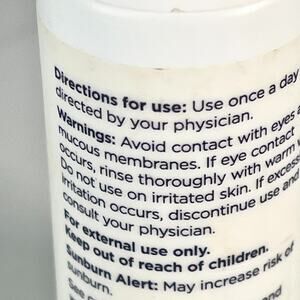 Directions for use: Use once a day
directed by your physician.
Warnings: Avoid contact with eyes a
mucous membranes. If eye contact
occurs, rinse thoroughly with warm w
Do not use on irritated skin. If excess
irritation occurs, discontinue use and
consult your physician.
For external use only.
Keep out of reach of children.
Sunburn Alert: May increase risk of
sunburn.
See
and